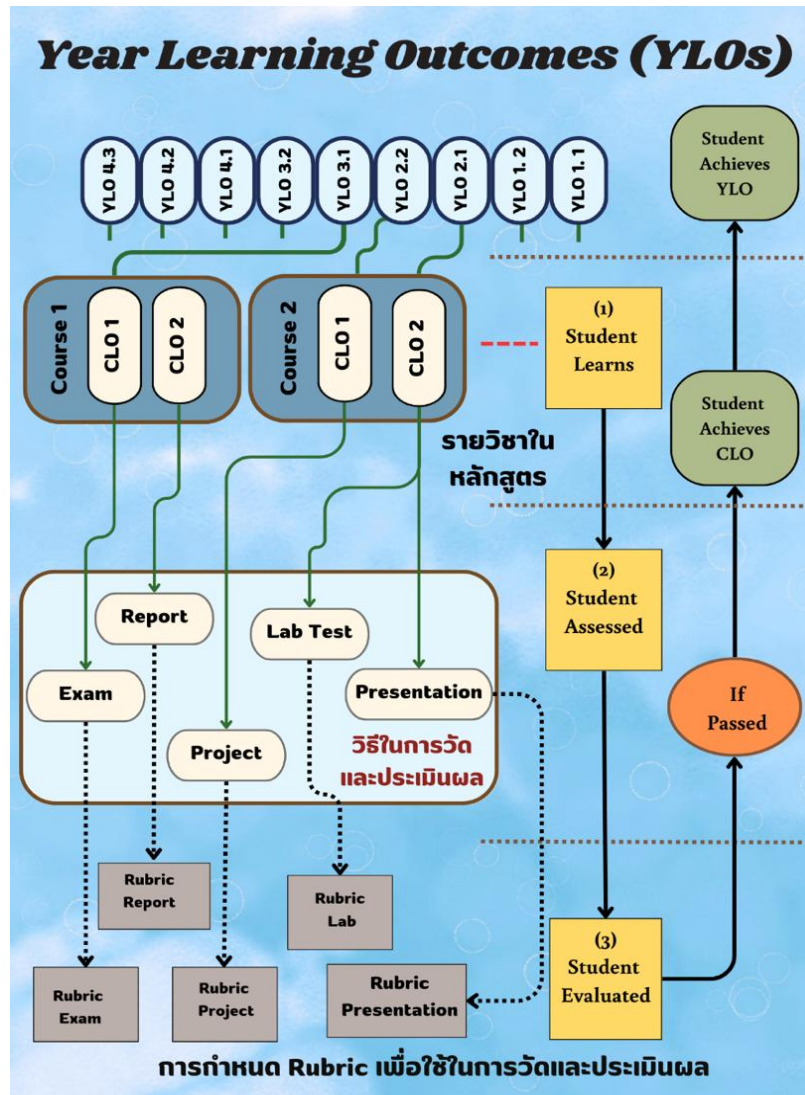 Year Learning Outcomes (YLOs)
YLO 4.3
YLO 4.2
YLO 4.1
YLO 3.2
YLO 3.1
YLO 2.2
YLO 2.1
YLO 1. 2
YLO 1. 1
Student
Achieves
YLO
Course 1
CLO 1
CLO 2
Course 2
CLO 1
CLO 2
(1)
Student
Learns
Student
Achieves
CLO
รายวิชาใน
หลักสูตร
(2)
Student
Assessed
Report
Lab Test
Exam
Presentation
Project
วิธีในการวัด
และประเมินผล
If
Passed
Rubric
Report
Rubric
Lab
(3)
Student
Evaluated
Rubric
Exam
Rubric
Project
Rubric
Presentation
การกำหนด Rubric เพื่อใช้ในการวัดและประเมินผล